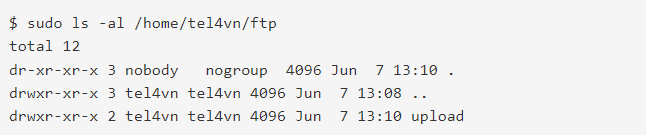 $ sudo ls -al /home/tel4vn/ftp
total 12
dr-xr-xr-x 3 nobody   nogroup  4096 Jun  7 13:10 .
drwxr-xr-x 3 tel4vn tel4vn 4096 Jun  7 13:08 ..
drwxr-xr-x 2 tel4vn tel4vn 4096 Jun  7 13:10 upload